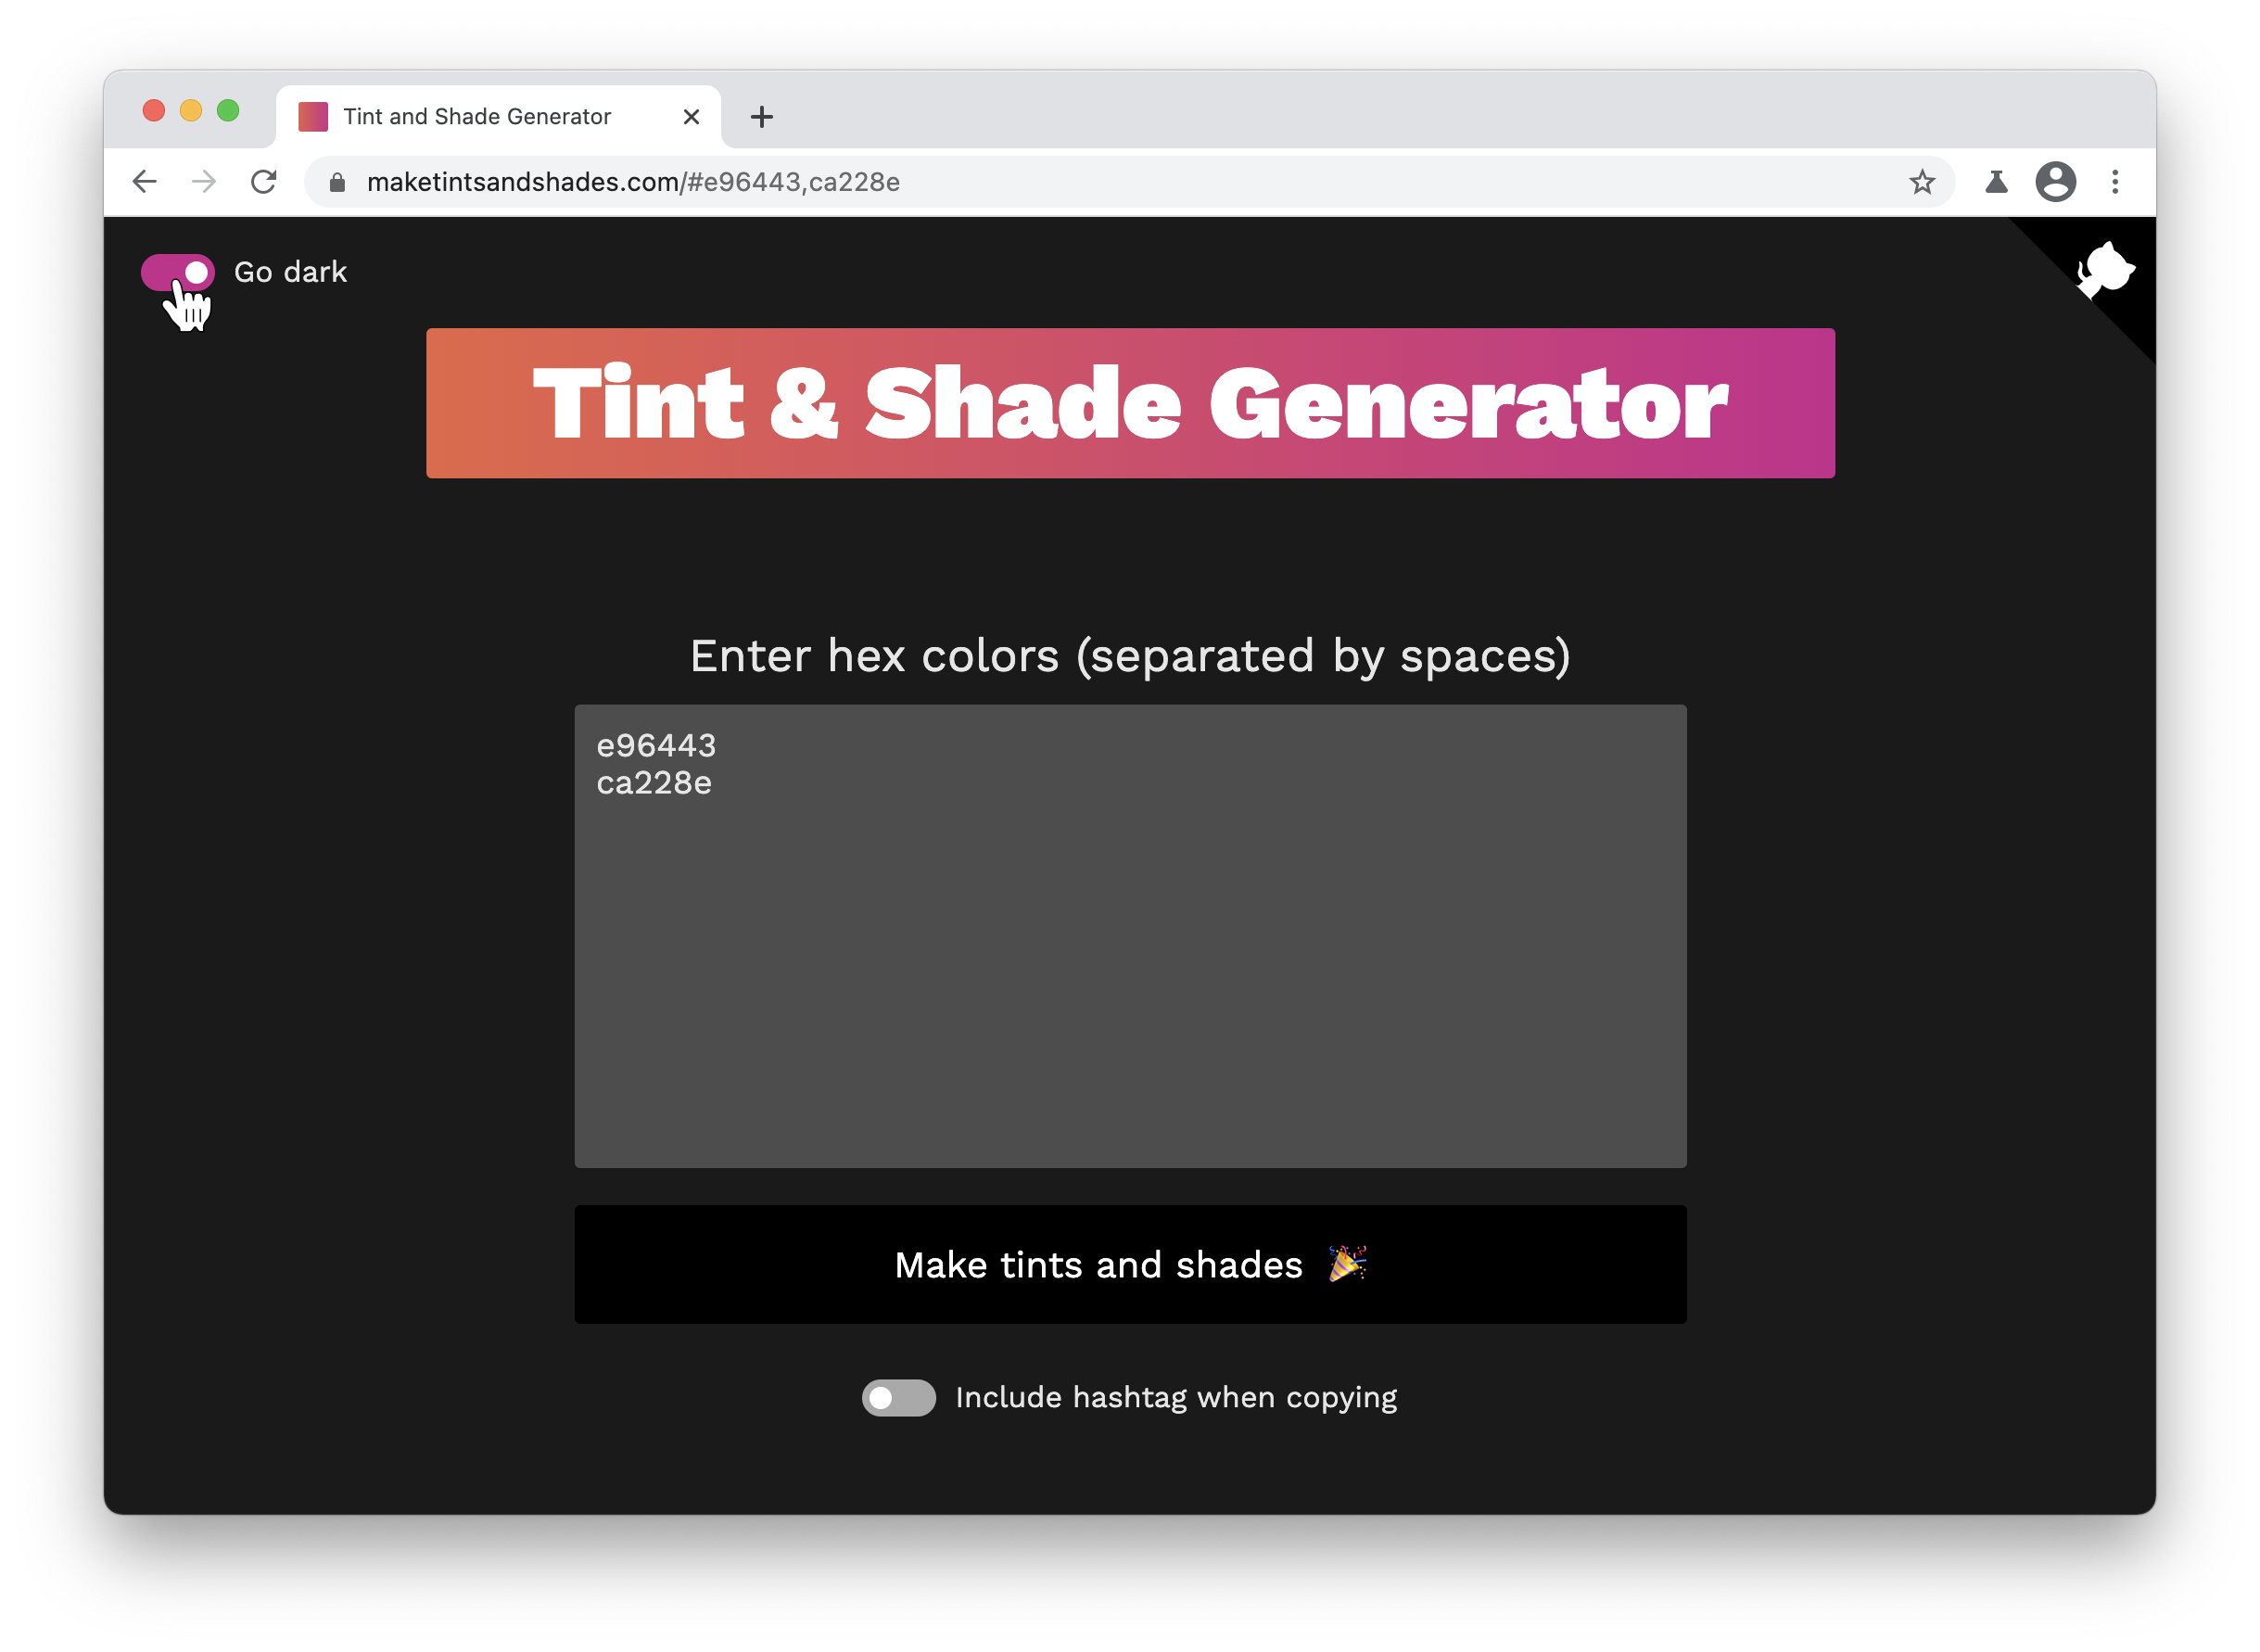 Tint and Shade Generator
maketintsandshades.com/#e96443,ca228e
Go dark
Tint & Shade Generator
Enter hex colors (separated by spaces)
e96443
ca228e
Make tints and shades 🎉
Include hashtag when copying